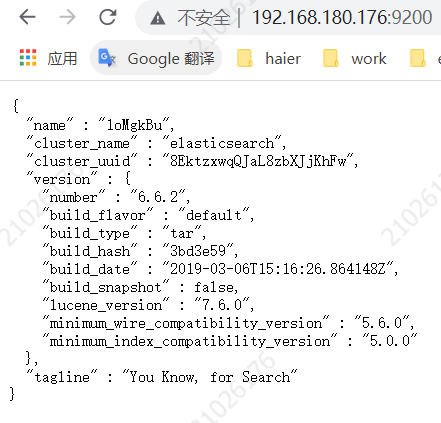 不安全 | 192.168.180.176:9200
应用 Google 翻译 haier work
{
"name" : "loMgkBu",
"cluster_name" : "elasticsearch",
"cluster_uuid" : "8EktzxwqQJaL8zbXJjKhFw",
"version" : {
"number" : "6.6.2",
"build_flavor" : "default",
"build_type" : "tar",
"build_hash" : "3bd3e59",
"build_date" : "2019-03-06T15:16:26.864148Z",
"build_snapshot" : false,
"lucene_version" : "7.6.0",
"minimum_wire_compatibility_version" : "5.6.0",
"minimum_index_compatibility_version" : "5.0.0"
},
"tagline" : "You Know, for Search"
}